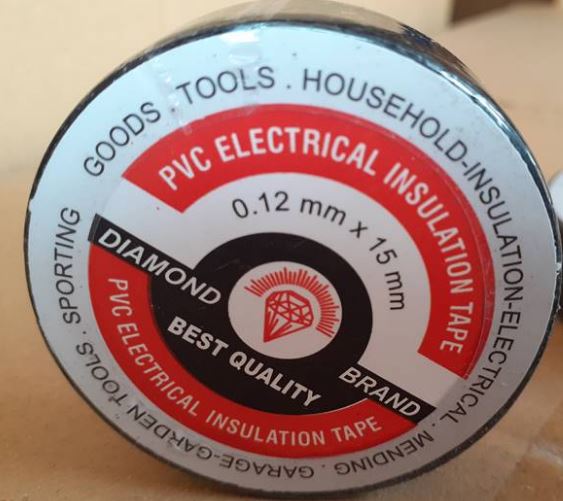 SPORTING GOODS . TOOLS . HOUSEHOLD-INSULATION-ELECTRICAL . MENDING . GARAGE-GARDEN TOOLS .
PVC ELECTRICAL INSULATION TAPE
0.12 mm x 15 mm
DIAMOND
BRAND
BEST QUALITY
PVC ELECTRICAL INSULATION TAPE